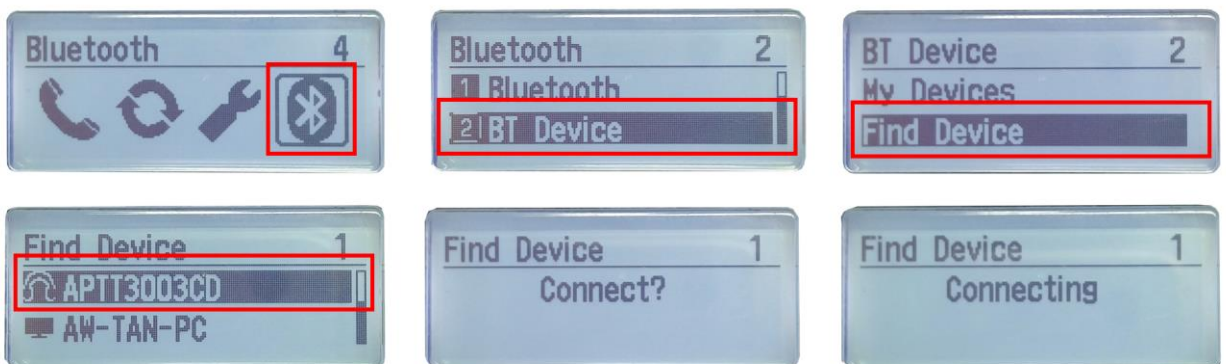 Bluetooth 4
Bluetooth 2
1 Bluetooth
2 BT Device
BT Device 2
My Devices
Find Device
Find Device 1
APTT3003CD
AW-TAN-PC
Find Device 1
Connect?
Find Device 1
Connecting